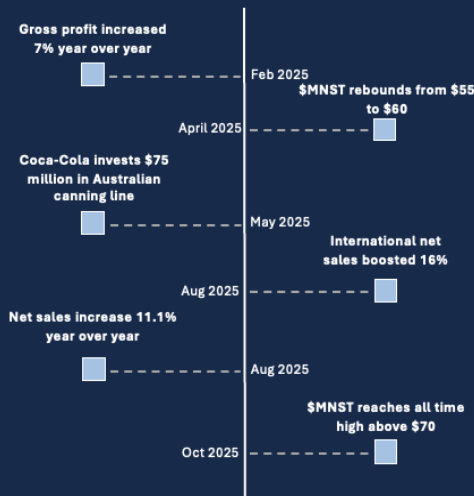 Gross profit increased
7% year over year
Feb 2025
$MNST rebounds from $55
to $60
April 2025
Coca-Cola invests $75
million in Australian
canning line
May 2025
International net
sales boosted 16%
Aug 2025
Net sales increase 11.1%
year over year
Aug 2025
$MNST reaches all time
high above $70
Oct 2025